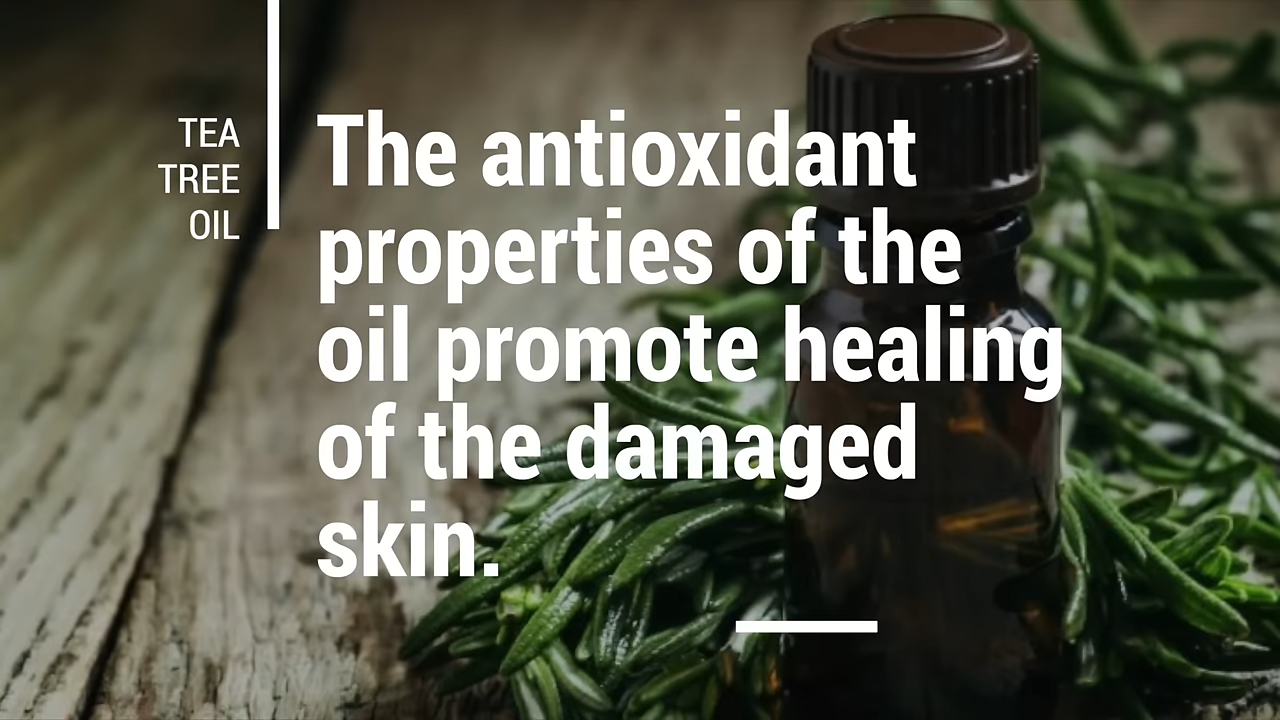 TEA
TREE
OIL
The antioxidant
properties of the
oil promote healing
of the damaged
skin.